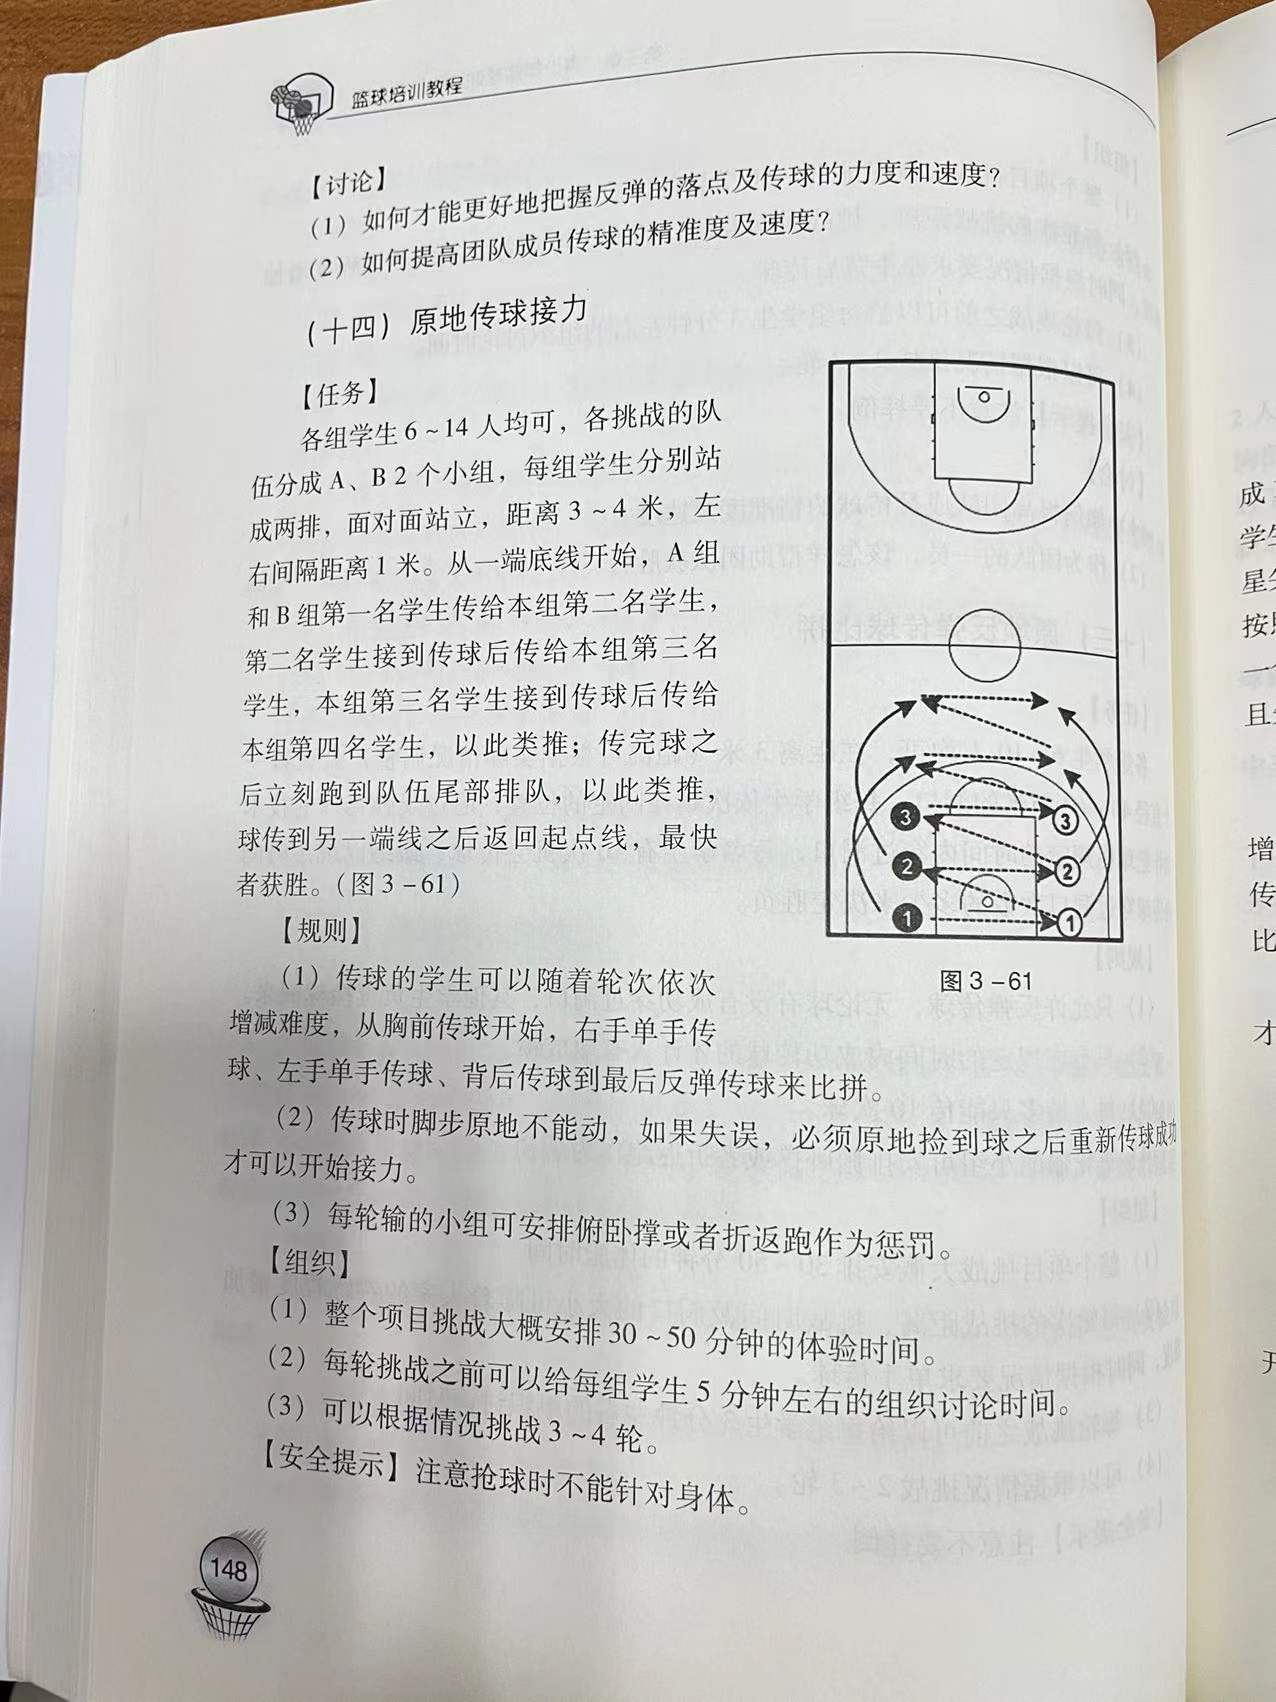 篮球培训教程
【讨论】
（1）如何才能更好地把握反弹的落点及传球的力度和速度？
（2）如何提高团队成员传球的精准度及速度？
（十四）原地传球接力
【任务】
各组学生6～14人均可，各挑战的队
伍分成A、B 2个小组，每组学生分别站
成两排，面对面站立，距离3～4米，左
右间隔距离1米。从一端底线开始，A组
和B组第一名学生传给本组第二名学生，
第二名学生接到传球后传给本组第三名
学生，本组第三名学生接到传球后传给
本组第四名学生，以此类推；传完球之
后立刻跑到队伍尾部排队，以此类推，
球传到另一端线之后返回起点线，最快
者获胜。（图3-61）
【规则】
（1）传球的学生可以随着轮次依次
增减难度，从胸前传球开始，右手单手传
球、左手单手传球、背后传球到最后反弹传球来比拼。
（2）传球时脚步原地不能动，如果失误，必须原地捡到球之后重新传球成功
才可以开始接力。
（3）每轮输的小组可安排俯卧撑或者折返跑作为惩罚。
【组织】
（1）整个项目挑战大概安排30～50分钟的体验时间。
（2）每轮挑战之前可以给每组学生5分钟左右的组织讨论时间。
（3）可以根据情况挑战3～4轮。
【安全提示】注意抢球时不能针对身体。
3 3
2 2
1 1
图3-61
148
成
学生
星
按
一
且
增
传
比
才